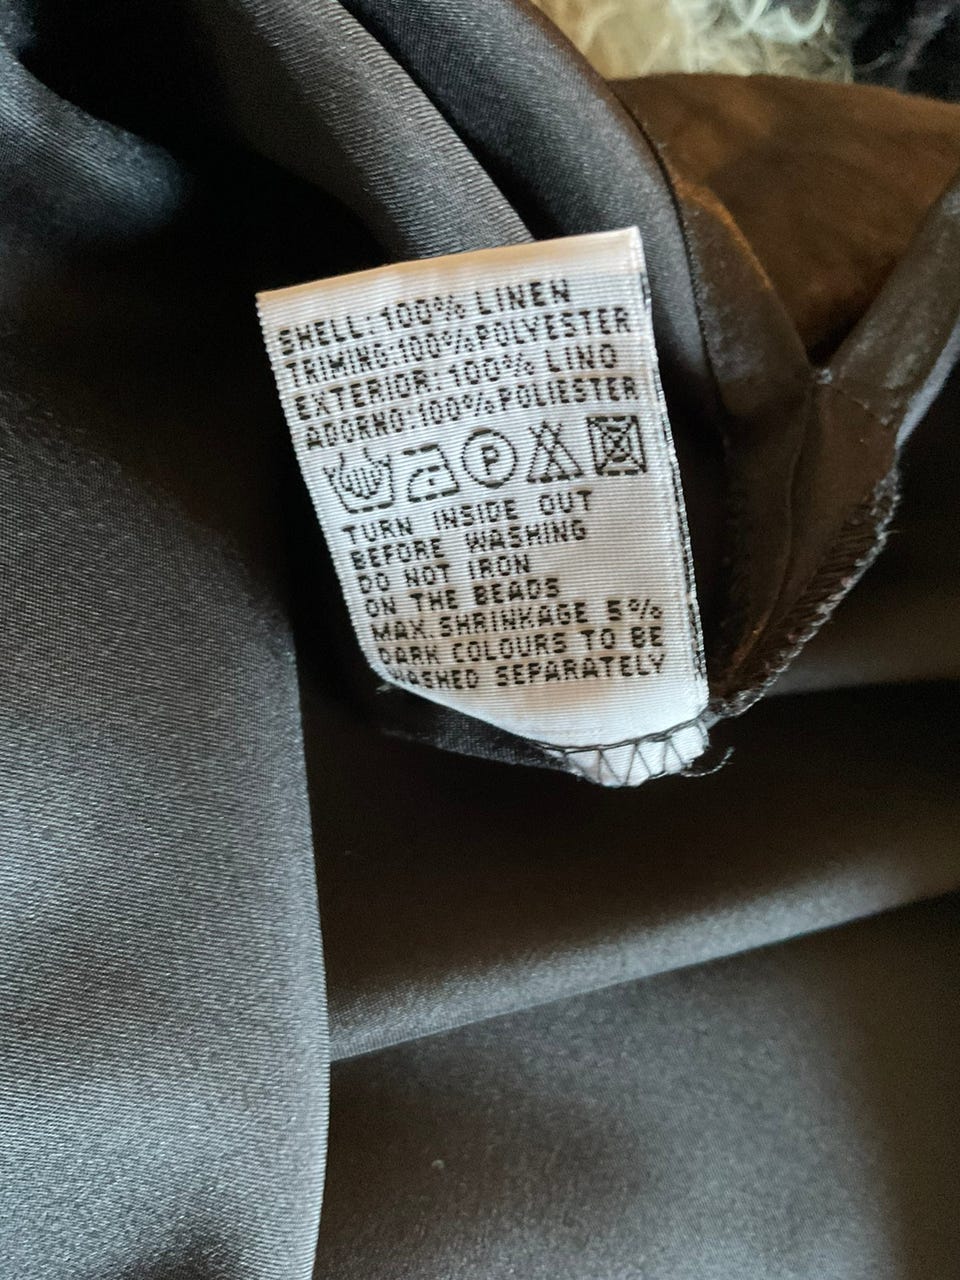 SHELL: 100% LINEN
TRIMING:100% POLYESTER
EXTERIOR: 100% LINO
ADORNO:100% POLIESTER
P
TURN INSIDE OUT
BEFORE WASHING
DO NOT IRON
ON THE BEADS
MAX. SHRINKAGE 5%
DARK COLOURS TO BE
WASHED SEPARATELY